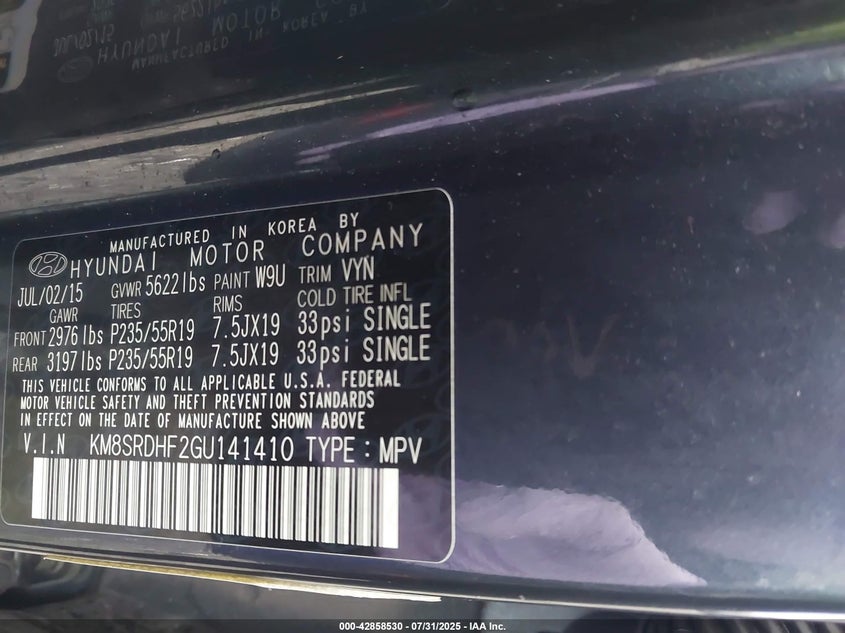 MANUFACTURED IN KOREA BY
HYUNDAI MOTOR COMPANY
JUL/02/15 GVWR 5622lbs PAINT W9U TRIM VYN
GAWR TIRES RIMS COLD TIRE INFL
FRONT 2976lbs P235/55R19 7.5JX19 33psi SINGLE
REAR 3197lbs P235/55R19 7.5JX19 33psi SINGLE
THIS VEHICLE CONFORMS TO ALL APPLICABLE U.S.A. FEDERAL
MOTOR VEHICLE SAFETY AND THEFT PREVENTION STANDARDS
IN EFFECT ON THE DATE OF MANUFACTURE SHOWN ABOVE
V.I.N KM8SRDHF2GU141410 TYPE : MPV
000-42858530 - 07/31/2025 - IAA Inc.